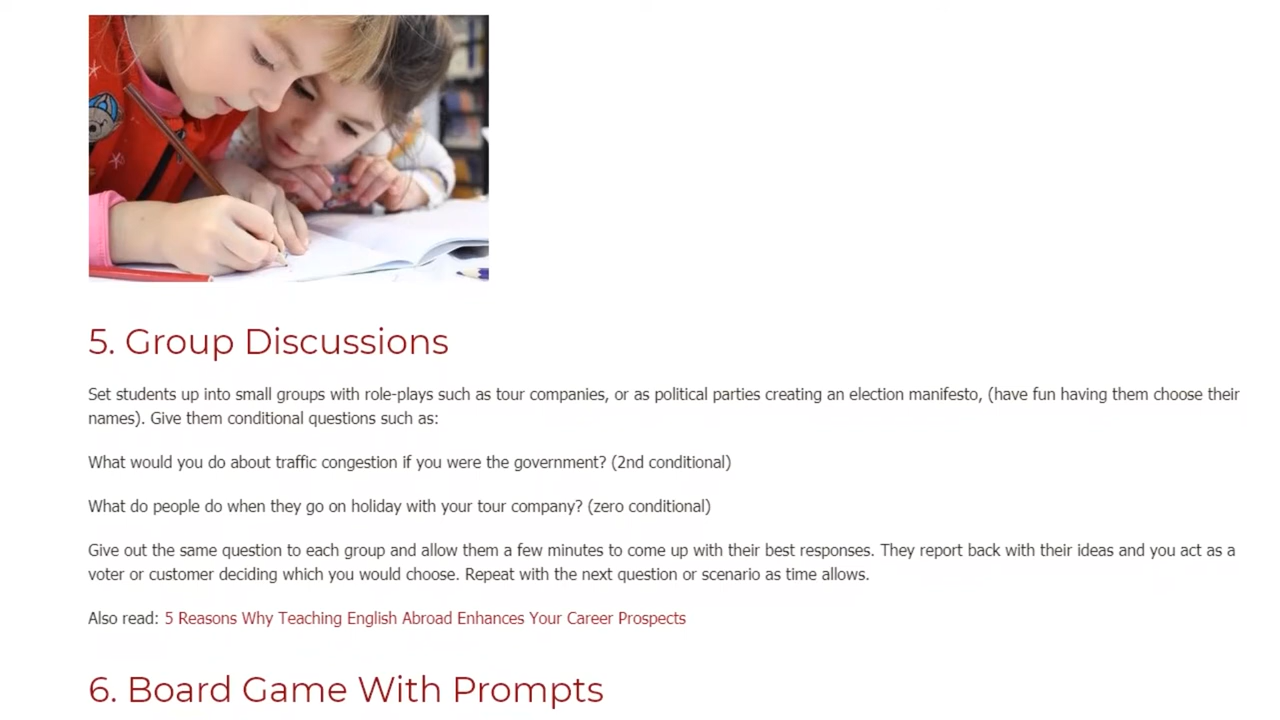 5. Group Discussions
Set students up into small groups with role-plays such as tour companies, or as political parties creating an election manifesto, (have fun having them choose their
names). Give them conditional questions such as:
What would you do about traffic congestion if you were the government? (2nd conditional)
What do people do when they go on holiday with your tour company? (zero conditional)
Give out the same question to each group and allow them a few minutes to come up with their best responses. They report back with their ideas and you act as a
voter or customer deciding which you would choose. Repeat with the next question or scenario as time allows.
Also read: 5 Reasons Why Teaching English Abroad Enhances Your Career Prospects
6. Board Game With Prompts